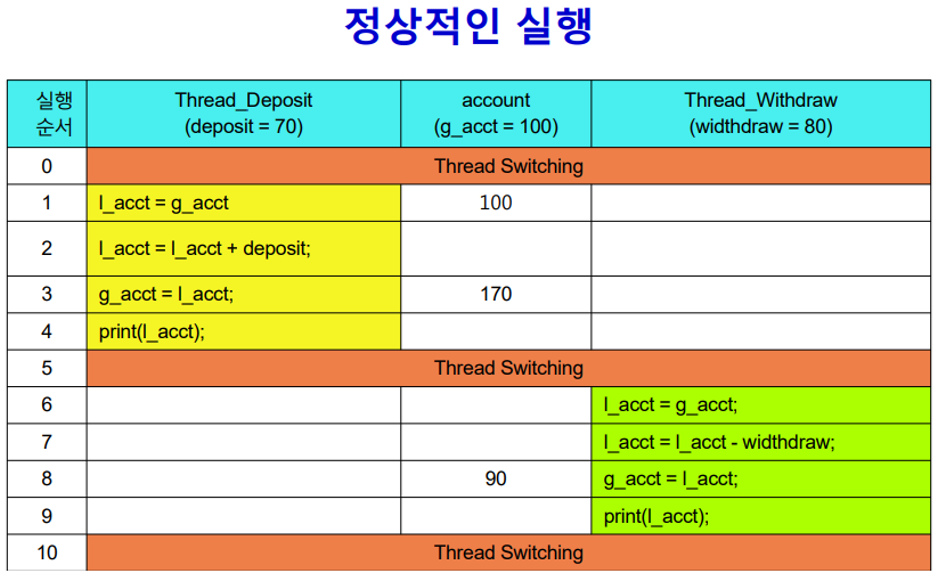 정상적인 실행
실행 순서 Thread_Deposit (deposit = 70) account (g_acct = 100) Thread_Withdraw (widthdraw = 80)
0 Thread Switching
1 l_acct = g_acct 100
2 l_acct = l_acct + deposit;
3 g_acct = l_acct; 170
4 print(l_acct);
5 Thread Switching
6 l_acct = g_acct;
7 l_acct = l_acct - widthdraw;
8 90 g_acct = l_acct;
9 print(l_acct);
10 Thread Switching